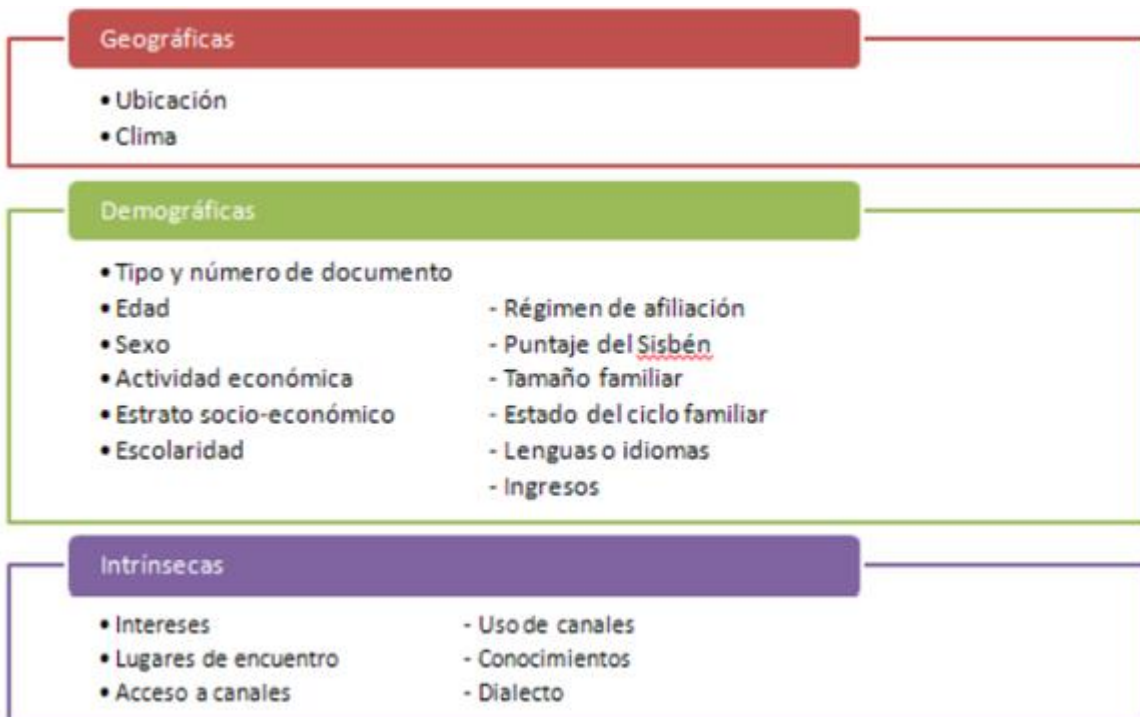 Geográficas
• Ubicación
• Clima
Demográficas
• Tipo y número de documento
• Edad - Régimen de afiliación
• Sexo - Puntaje del Sisbén
• Actividad económica - Tamaño familiar
• Estrato socio-económico - Estado del ciclo familiar
• Escolaridad - Lenguas o idiomas
- Ingresos
Intrínsecas
• Intereses - Uso de canales
• Lugares de encuentro - Conocimientos
• Acceso a canales - Dialecto